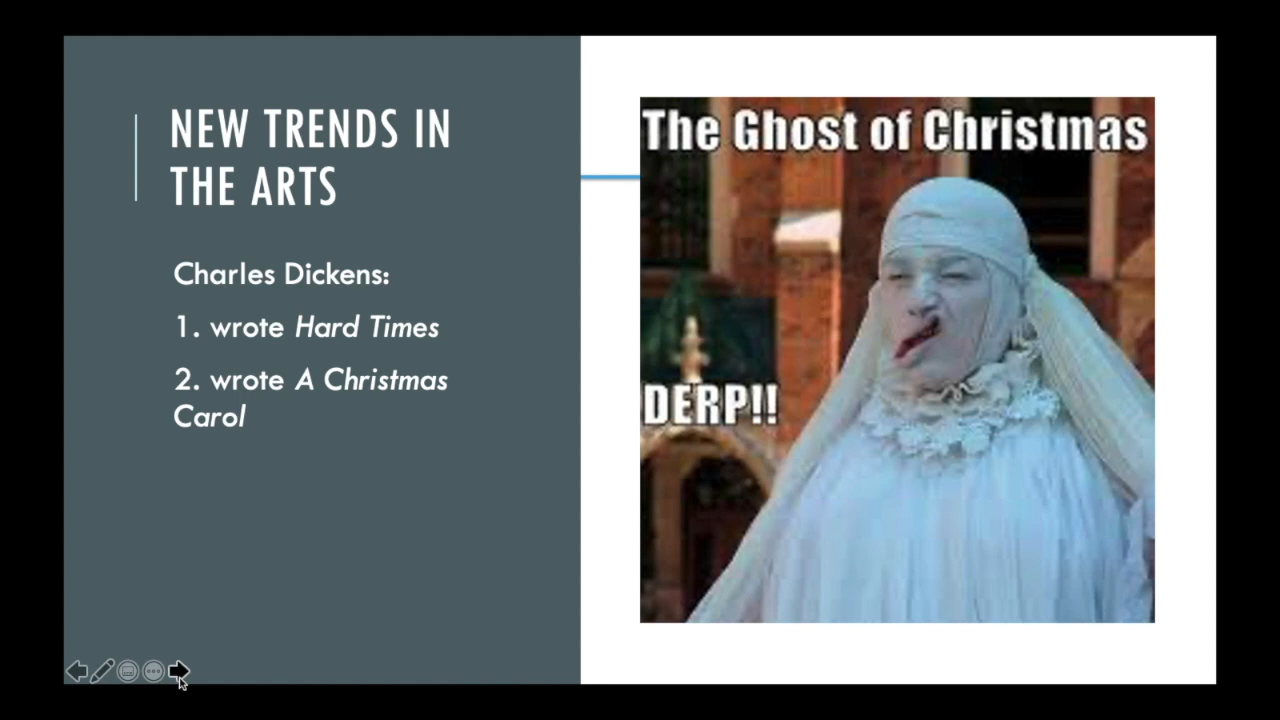 NEW TRENDS IN
THE ARTS
Charles Dickens:
1. wrote Hard Times
2. wrote A Christmas
Carol
The Ghost of Christmas
DERP!!